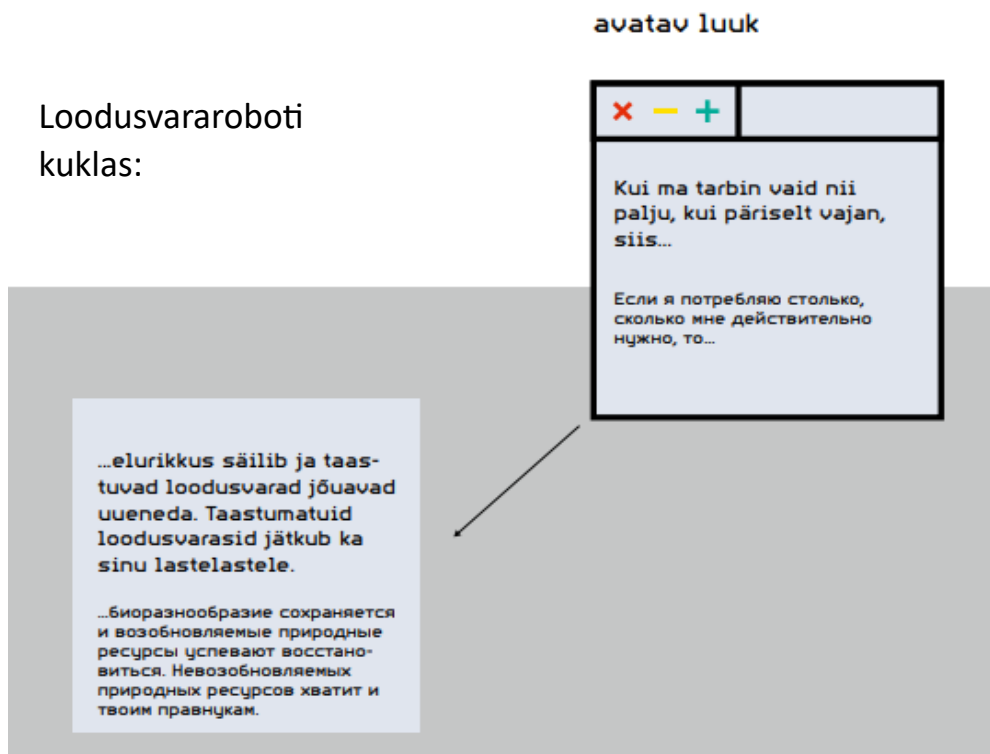 avatav luuk
Loodusvararoboti
kuklas:
Kui ma tarbin vaid nii
palju, kui päriselt vajan,
siis...
Если я потребляю столько,
сколько мне действительно
нужно, то...
...elurikkus säilib ja taas-
tuvad loodusvarad jõuavad
uueneda. Taastumatuid
loodusvarasid jätkub ka
sinu lastelastele.
...биоразнообразие сохраняется
и возобновляемые природные
ресурсы успевают восстано-
виться. Невозобновляемых
природных ресурсов хватит и
твоим правнукам.